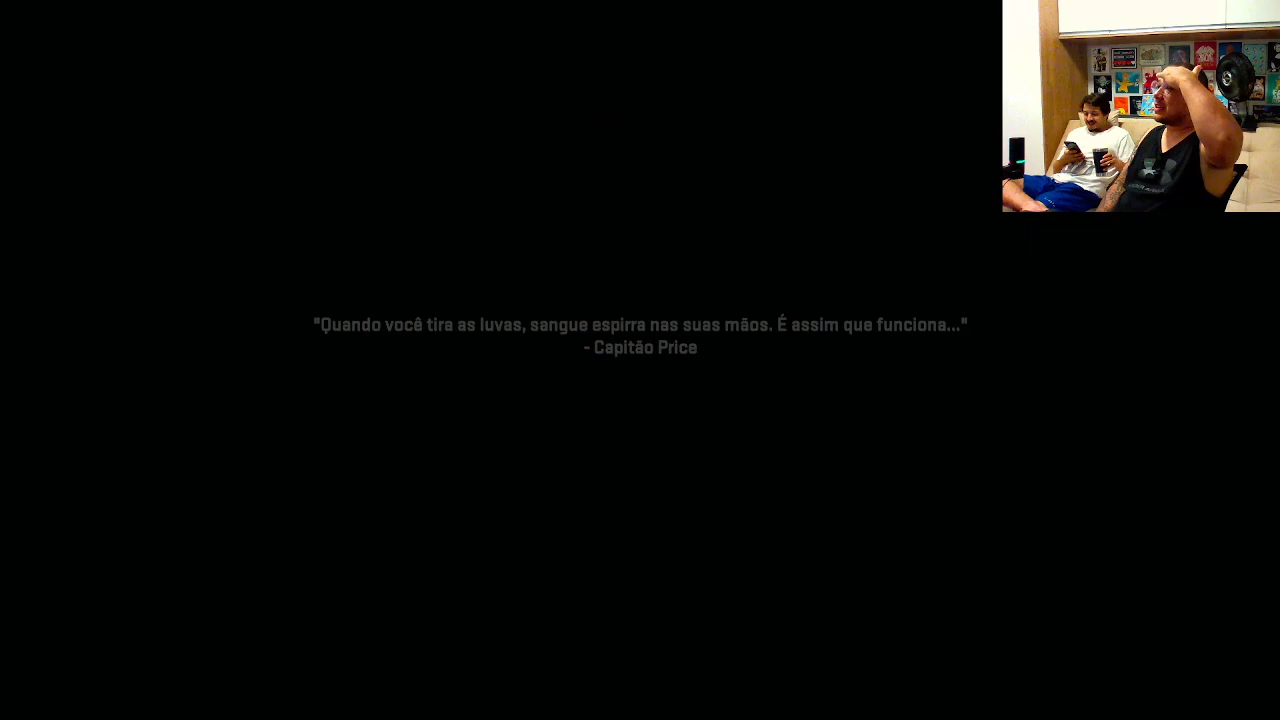 "Quando você tira as luvas, sangue espirra nas suas mãos. É assim que funciona..."
- Capitão Price